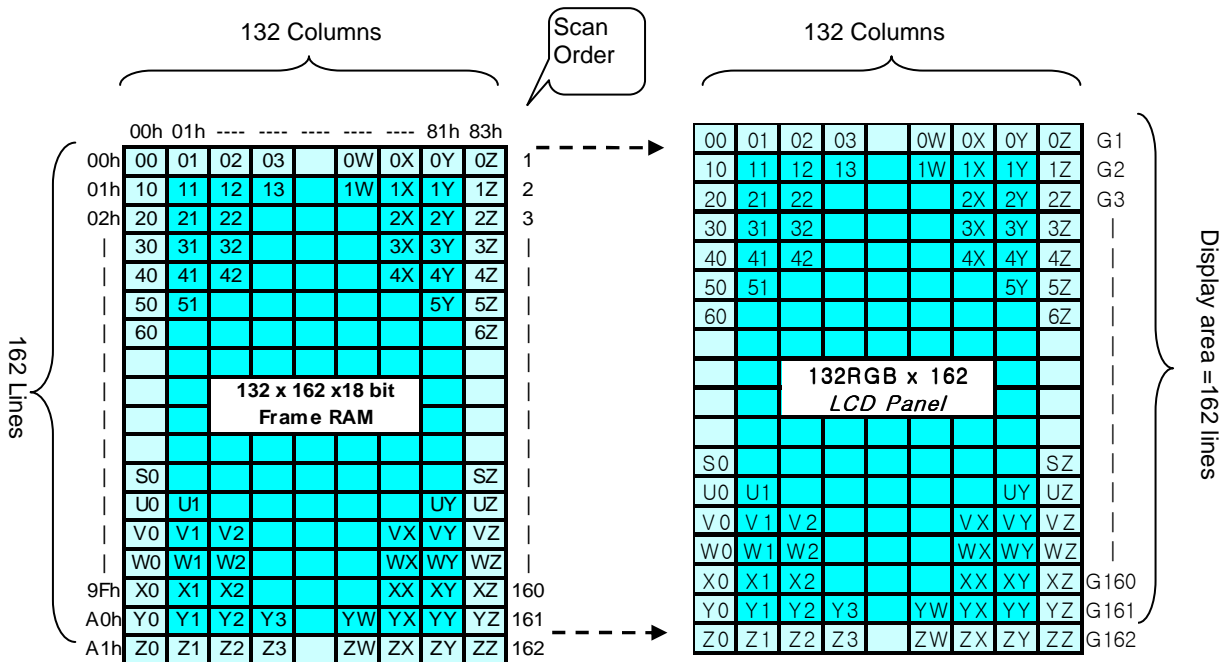 132 Columns
Scan
Order
132 Columns
00h 01h ---- ---- ---- ---- ---- 81h 83h
00h 00 01 02 03 0W 0X 0Y 0Z 1
01h 10 11 12 13 1W 1X 1Y 1Z 2
02h 20 21 22 2X 2Y 2Z 3
30 31 32 3X 3Y 3Z
40 41 42 4X 4Y 4Z
50 51 5Y 5Z
60 6Z
132 x 162 x18 bit
Frame RAM
S0 SZ
U0 U1 UY UZ
V0 V1 V2 VX VY VZ
W0 W1 W2 WX WY WZ
9Fh X0 X1 X2 XX XY XZ 160
A0h Y0 Y1 Y2 Y3 YW YX YY YZ 161
A1h Z0 Z1 Z2 Z3 ZW ZX ZY ZZ 162
162 Lines
00 01 02 03 0W 0X 0Y 0Z G1
10 11 12 13 1W 1X 1Y 1Z G2
20 21 22 2X 2Y 2Z G3
30 31 32 3X 3Y 3Z
40 41 42 4X 4Y 4Z
50 51 5Y 5Z
60 6Z
132RGB x 162
LCD Panel
S0 SZ
U0 U1 UY UZ
V0 V1 V2 VX VY VZ
W0 W1 W2 WX WY WZ
X0 X1 X2 XX XY XZ G160
Y0 Y1 Y2 Y3 YW YX YY YZ G161
Z0 Z1 Z2 Z3 ZW ZX ZY ZZ G162
Display area =162 lines